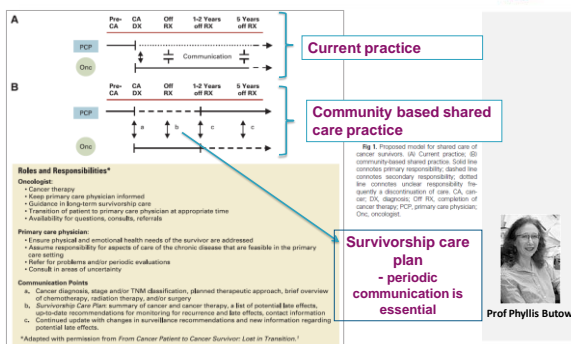 A
Pre-
CA
CA
DX
Off
RX
1-2 Years
off RX
5 Years
off RX
PCP
Communication
Onc
Current practice
B
Pre-
CA
CA
DX
Off
RX
1-2 Years
off RX
5 Years
off RX
PCP
a
b
c
c
Onc
Community based shared
care practice
Fig 1. Proposed model for shared care of
cancer survivors. (A) Current practice; (B)
community-based shared practice. Solid line
connotes primary responsibility; dashed line
connotes secondary responsibility; dotted
line connotes unclear responsibility fre-
quently a discontinuation of care. CA, can-
cer; DX, diagnosis; Off RX, completion of
cancer therapy; PCP, primary care physician;
Onc, oncologist.
Roles and Responsibilities*
Oncologist:
• Cancer therapy
• Keep primary care physician informed
• Guidance in long-term survivorship care
• Transition of patient to primary care physician at appropriate time
• Availability for questions, consults, referrals
Primary care physician:
• Ensure physical and emotional health needs of the survivor are addressed
• Assume responsibility for aspects of care of the chronic disease that are feasible in the primary
care setting
• Refer for problems and/or periodic evaluations
• Consult in areas of uncertainty
Communication Points
a. Cancer diagnosis, stage and/or TNM classification, planned therapeutic approach, brief overview
of chemotherapy, radiation therapy, and/or surgery
b. Survivorship Care Plan: summary of cancer and cancer therapy, a list of potential late effects,
up-to-date recommendations for monitoring for recurrence and late effects, contact information
c. Continued update with changes in surveillance recommendations and new information regarding
potential late effects.
*Adapted with permission from From Cancer Patient to Cancer Survivor: Lost in Transition.¹
Survivorship care
plan
- periodic
communication is
essential
Prof Phyllis Butow